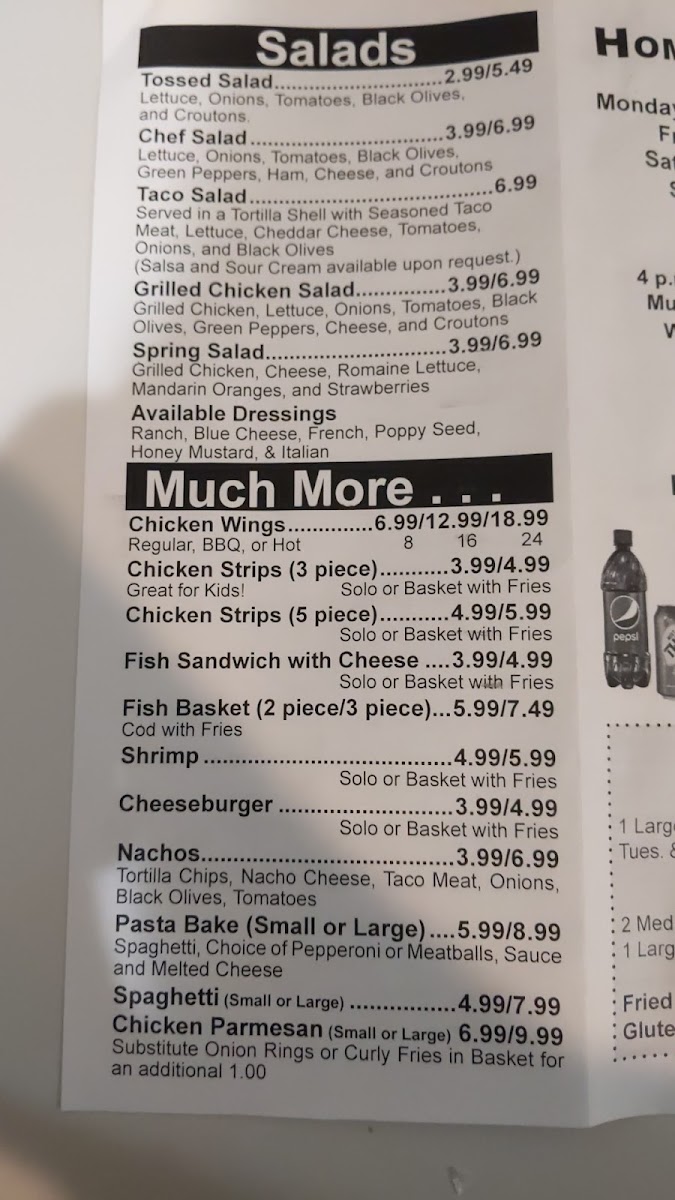 Salads
Tossed Salad..............................2.99/5.49
Lettuce, Onions, Tomatoes, Black Olives,
and Croutons.
Chef Salad..................................3.99/6.99
Lettuce, Onions, Tomatoes, Black Olives,
Green Peppers, Ham, Cheese, and Croutons
Taco Salad..........................................6.99
Served in a Tortilla Shell with Seasoned Taco
Meat, Lettuce, Cheddar Cheese, Tomatoes,
Onions, and Black Olives
(Salsa and Sour Cream available upon request.)
Grilled Chicken Salad...............3.99/6.99
Grilled Chicken, Lettuce, Onions, Tomatoes, Black
Olives, Green Peppers, Cheese, and Croutons
Spring Salad...............................3.99/6.99
Grilled Chicken, Cheese, Romaine Lettuce,
Mandarin Oranges, and Strawberries
Available Dressings
Ranch, Blue Cheese, French, Poppy Seed,
Honey Mustard, & Italian
Much More . . .
Chicken Wings..............6.99/12.99/18.99
Regular, BBQ, or Hot 8 16 24
Chicken Strips (3 piece)...........3.99/4.99
Great for Kids! Solo or Basket with Fries
Chicken Strips (5 piece)...........4.99/5.99
Solo or Basket with Fries
Fish Sandwich with Cheese ....3.99/4.99
Solo or Basket with Fries
Fish Basket (2 piece/3 piece)...5.99/7.49
Cod with Fries
Shrimp ........................................4.99/5.99
Solo or Basket with Fries
Cheeseburger ............................3.99/4.99
Solo or Basket with Fries
Nachos.........................................3.99/6.99
Tortilla Chips, Nacho Cheese, Taco Meat, Onions,
Black Olives, Tomatoes
Pasta Bake (Small or Large)....5.99/8.99
Spaghetti, Choice of Pepperoni or Meatballs, Sauce
and Melted Cheese
Spaghetti (Small or Large) .................4.99/7.99
Chicken Parmesan (Small or Large) 6.99/9.99
Substitute Onion Rings or Curly Fries in Basket for
an additional 1.00
Monday
4 p.
pepsi
1 Larg
Tues. &
2 Med
1 Larg
Fried
Glute